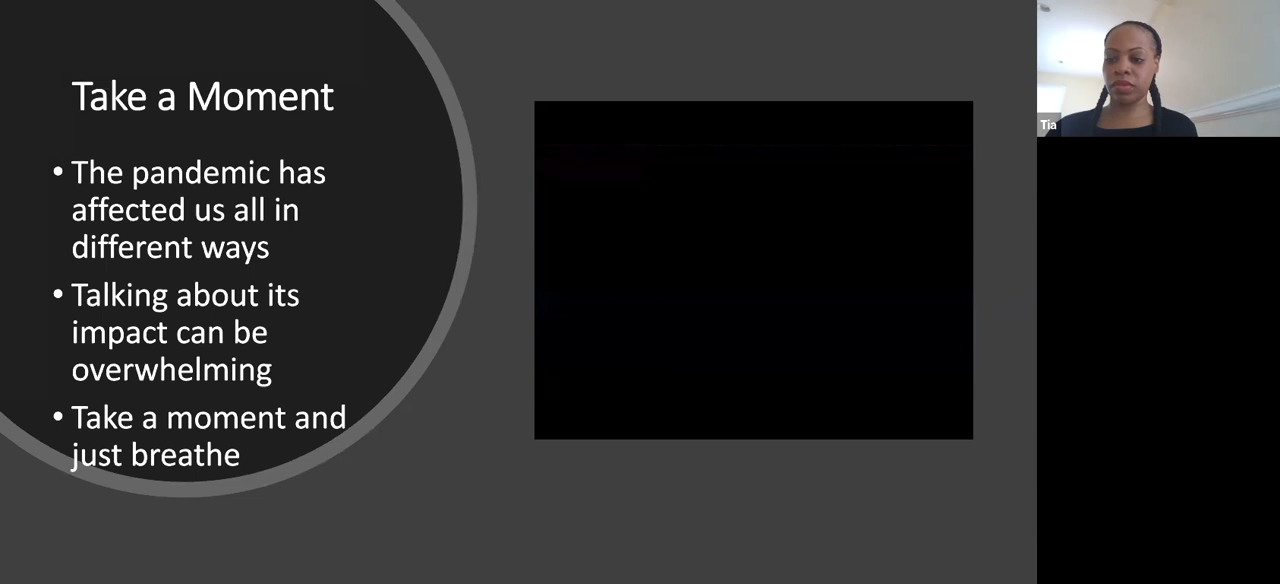 Take a Moment
• The pandemic has
affected us all in
different ways
• Talking about its
impact can be
overwhelming
• Take a moment and
just breathe
Tia